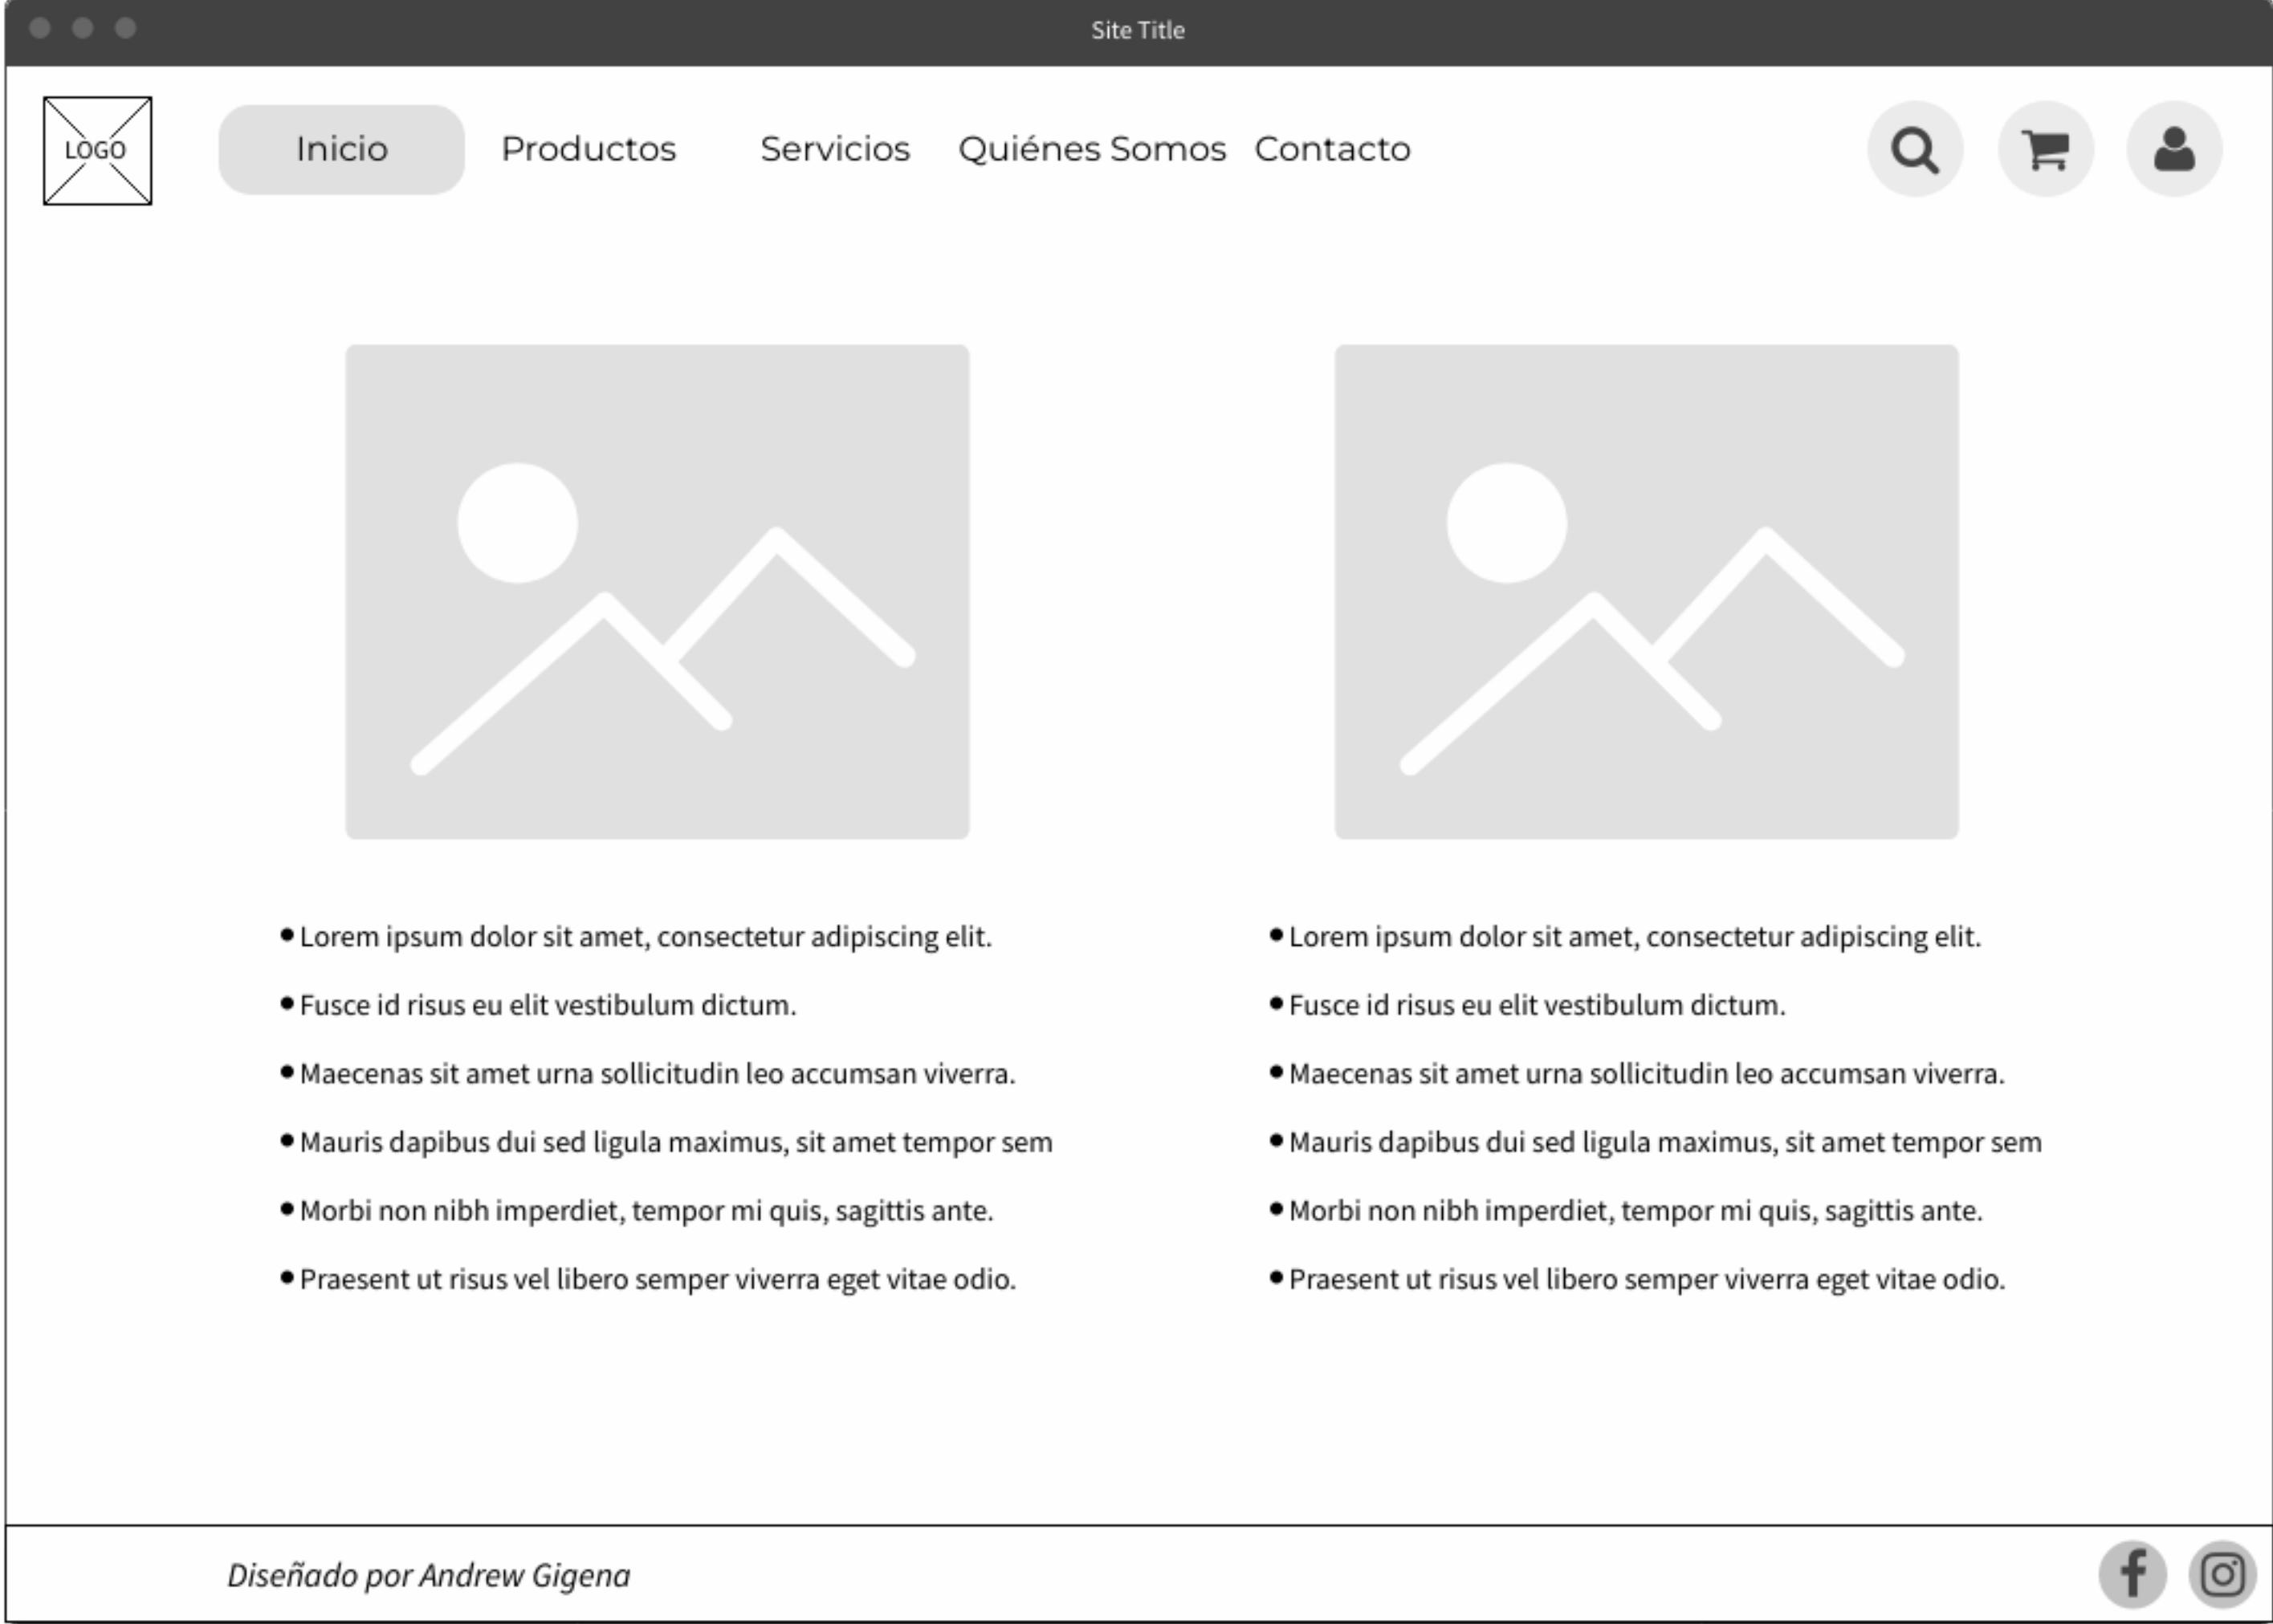 Site Title
LOGO
Inicio Productos Servicios Quiénes Somos Contacto
• Lorem ipsum dolor sit amet, consectetur adipiscing elit.
• Fusce id risus eu elit vestibulum dictum.
• Maecenas sit amet urna sollicitudin leo accumsan viverra.
• Mauris dapibus dui sed ligula maximus, sit amet tempor sem
• Morbi non nibh imperdiet, tempor mi quis, sagittis ante.
• Praesent ut risus vel libero semper viverra eget vitae odio.
• Lorem ipsum dolor sit amet, consectetur adipiscing elit.
• Fusce id risus eu elit vestibulum dictum.
• Maecenas sit amet urna sollicitudin leo accumsan viverra.
• Mauris dapibus dui sed ligula maximus, sit amet tempor sem
• Morbi non nibh imperdiet, tempor mi quis, sagittis ante.
• Praesent ut risus vel libero semper viverra eget vitae odio.
Diseñado por Andrew Gigena